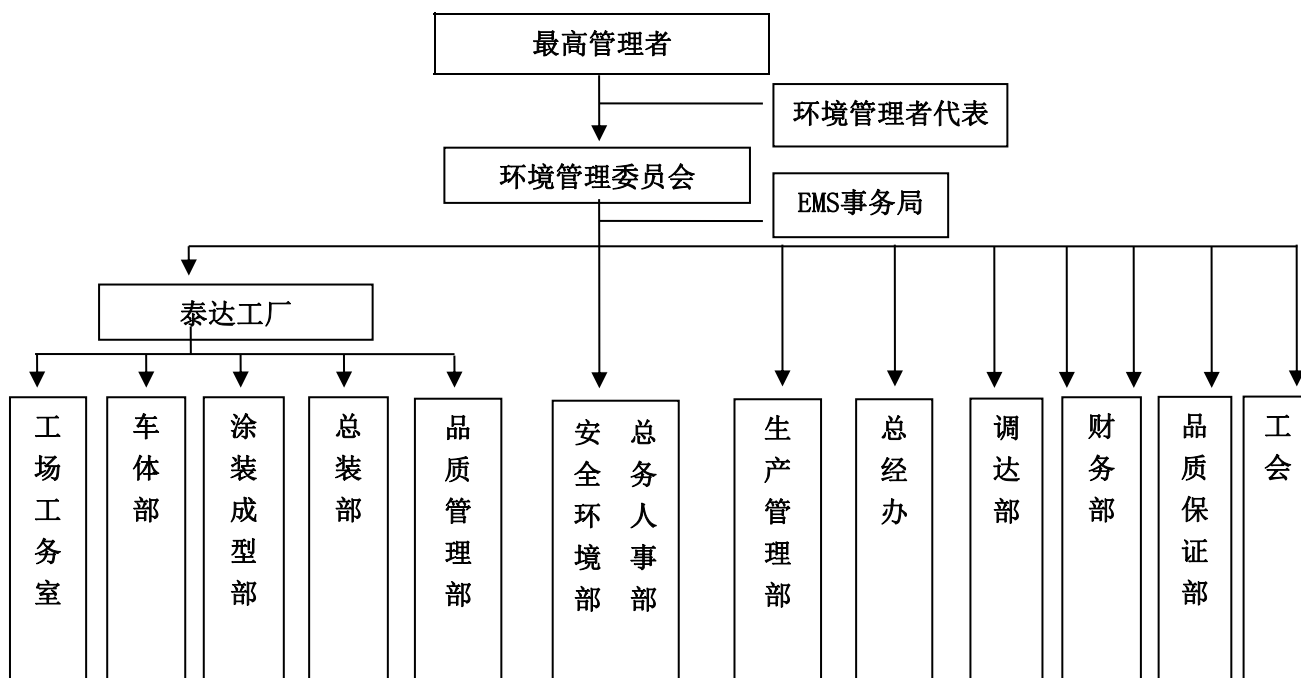 最高管理者
环境管理者代表
环境管理委员会
EMS事务局
泰达工厂
工场工务室
车体部
涂装成型部
总装部
品质管理部
安全环境部
总务人事部
生产管理部
总经办
调达部
财务部
品质保证部
工会